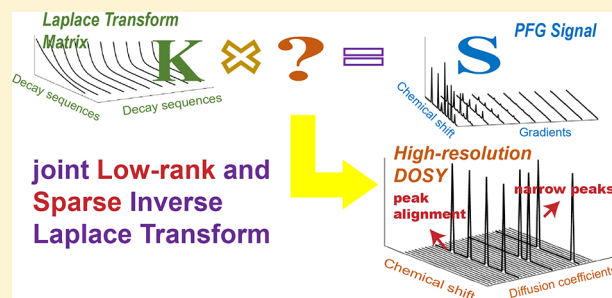 Laplace Transform
Matrix
K
?
=
S
PFG Signal
Decay sequences
Decay sequences
Chemical shift
Gradients
joint Low-rank and
Sparse Inverse
Laplace Transform
High-resolution
DOSY
peak
alignment
narrow peaks
Chemical shift
Diffusion coefficients